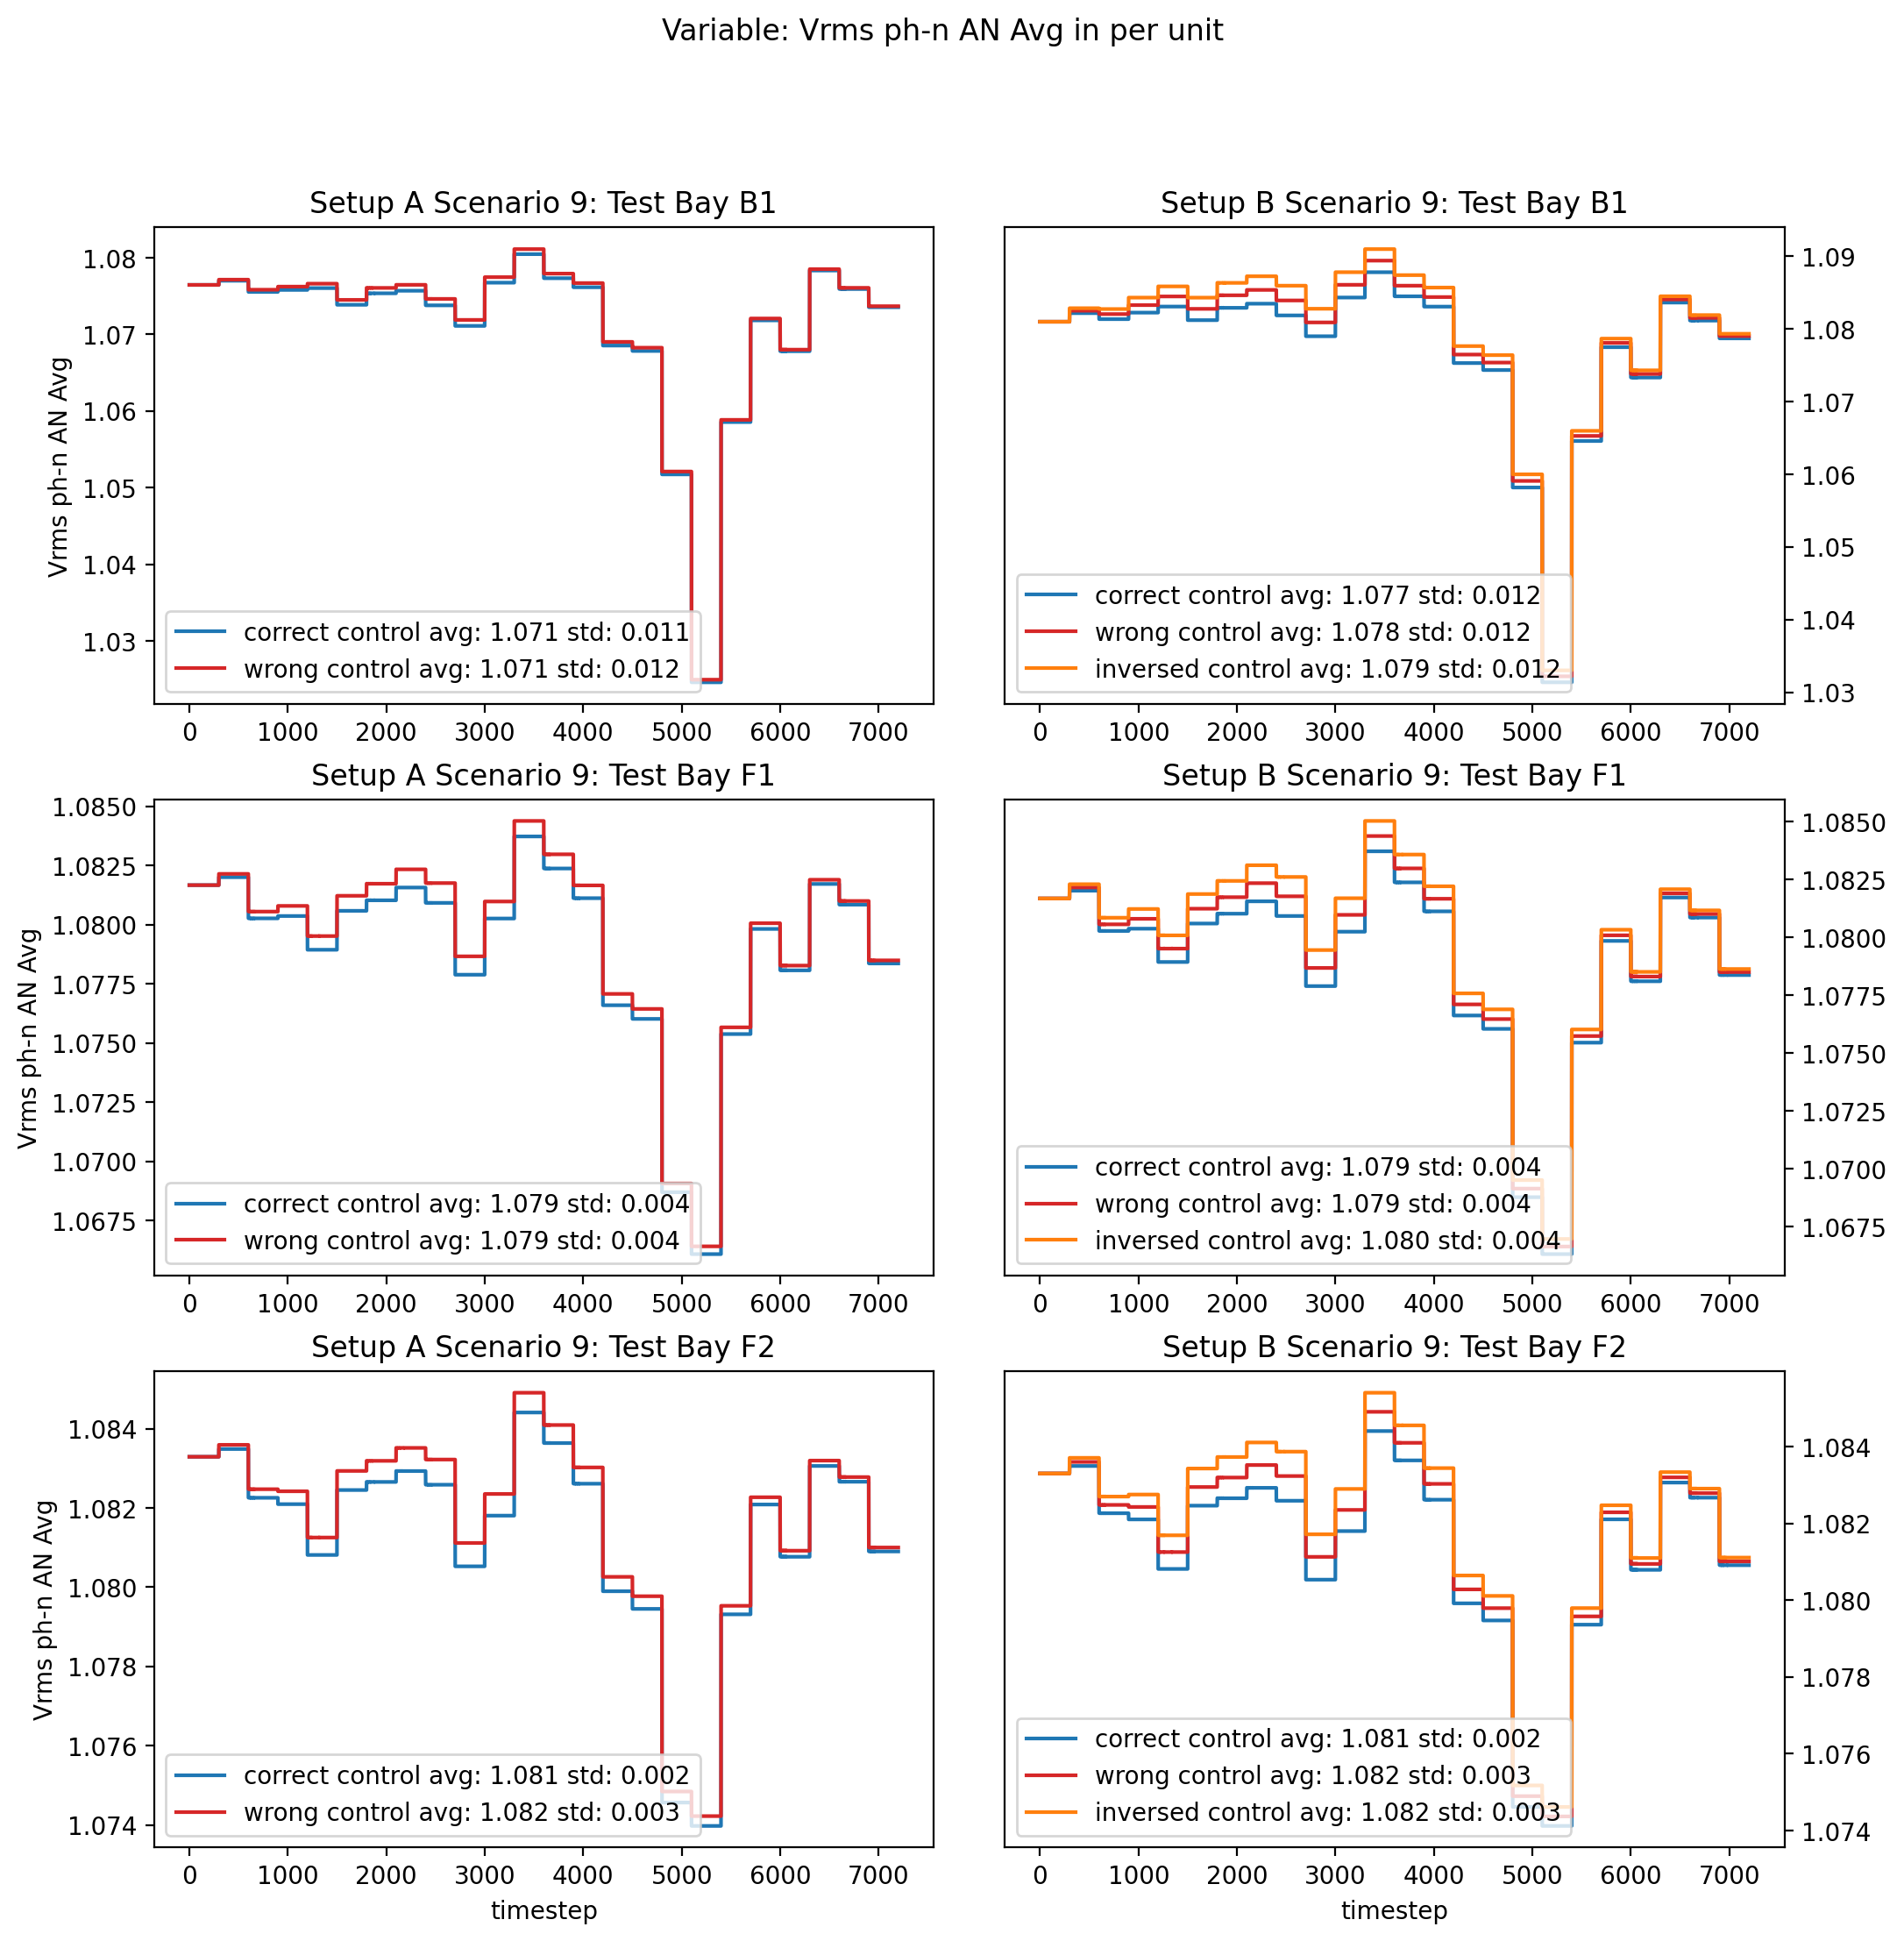 Variable: Vrms ph-n AN Avg in per unit
Setup A Scenario 9: Test Bay B1
Vrms ph-n AN Avg
1.08
1.07
1.06
1.05
1.04
1.03
correct control avg: 1.071 std: 0.011
wrong control avg: 1.071 std: 0.012
0 1000 2000 3000 4000 5000 6000 7000
Setup B Scenario 9: Test Bay B1
1.09
1.08
1.07
1.06
1.05
1.04
1.03
correct control avg: 1.077 std: 0.012
wrong control avg: 1.078 std: 0.012
inversed control avg: 1.079 std: 0.012
0 1000 2000 3000 4000 5000 6000 7000
Setup A Scenario 9: Test Bay F1
Vrms ph-n AN Avg
1.0850
1.0825
1.0800
1.0775
1.0750
1.0725
1.0700
1.0675
correct control avg: 1.079 std: 0.004
wrong control avg: 1.079 std: 0.004
0 1000 2000 3000 4000 5000 6000 7000
Setup B Scenario 9: Test Bay F1
1.0850
1.0825
1.0800
1.0775
1.0750
1.0725
1.0700
1.0675
correct control avg: 1.079 std: 0.004
wrong control avg: 1.079 std: 0.004
inversed control avg: 1.080 std: 0.004
0 1000 2000 3000 4000 5000 6000 7000
Setup A Scenario 9: Test Bay F2
Vrms ph-n AN Avg
1.084
1.082
1.080
1.078
1.076
1.074
correct control avg: 1.081 std: 0.002
wrong control avg: 1.082 std: 0.003
0 1000 2000 3000 4000 5000 6000 7000
timestep
Setup B Scenario 9: Test Bay F2
1.084
1.082
1.080
1.078
1.076
1.074
correct control avg: 1.081 std: 0.002
wrong control avg: 1.082 std: 0.003
inversed control avg: 1.082 std: 0.003
0 1000 2000 3000 4000 5000 6000 7000
timestep